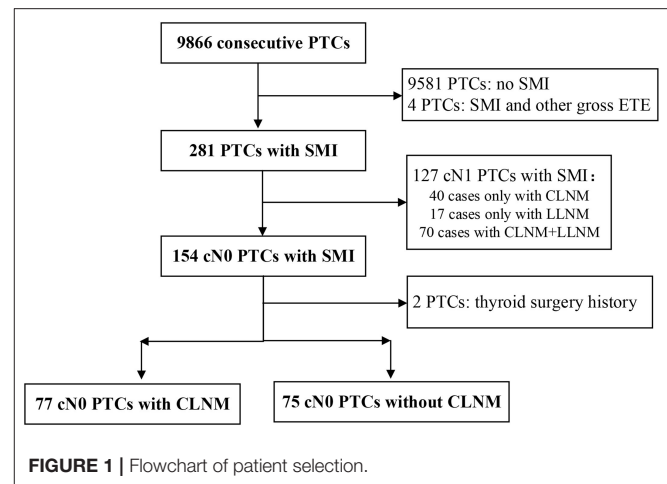 9866 consecutive PTCs
9581 PTCs: no SMI
4 PTCs: SMI and other gross ETE
281 PTCs with SMI
127 cN1 PTCs with SMI：
40 cases only with CLNM
17 cases only with LLNM
70 cases with CLNM+LLNM
154 cN0 PTCs with SMI
2 PTCs: thyroid surgery history
77 cN0 PTCs with CLNM
75 cN0 PTCs without CLNM
FIGURE 1 | Flowchart of patient selection.